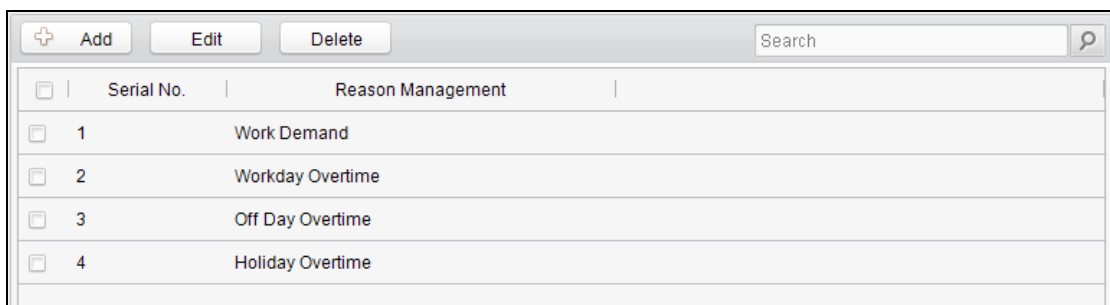 Add Edit Delete Search
Serial No. Reason Management
1 Work Demand
2 Workday Overtime
3 Off Day Overtime
4 Holiday Overtime